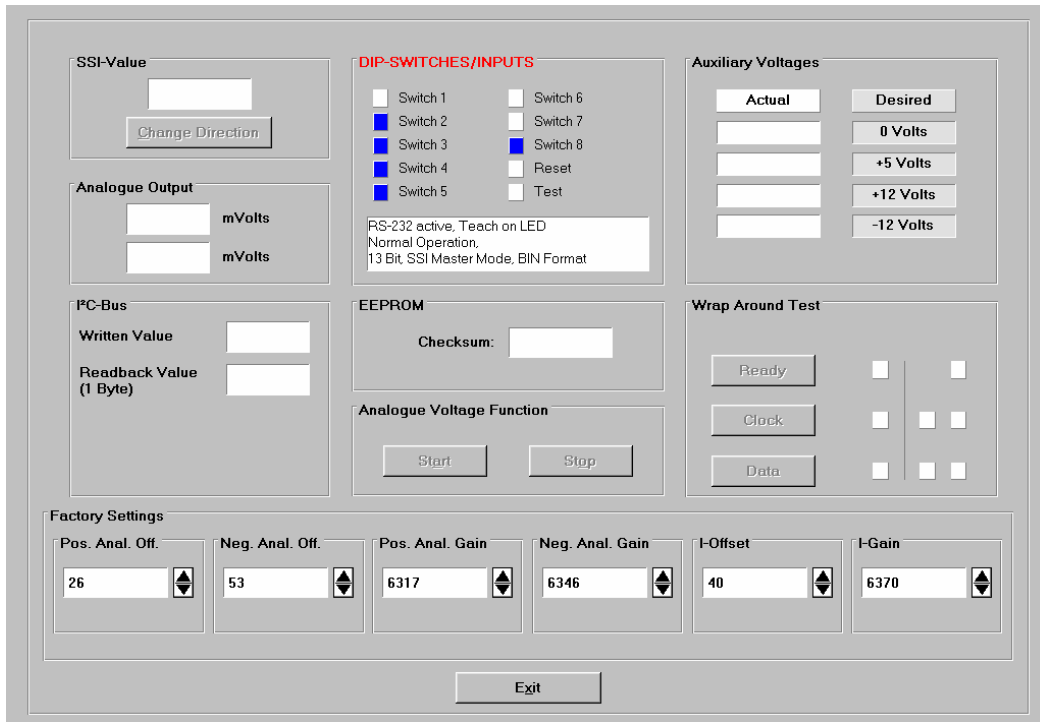 SSI-Value
Change Direction
Analogue Output
mVolts
mVolts
I²C-Bus
Written Value
Readback Value
(1 Byte)
DIP-SWITCHES/INPUTS
Switch 1
Switch 2
Switch 3
Switch 4
Switch 5
Switch 6
Switch 7
Switch 8
Reset
Test
RS-232 active, Teach on LED
Normal Operation,
13 Bit, SSI Master Mode, BIN Format
EEPROM
Checksum:
Analogue Voltage Function
Start
Stop
Auxiliary Voltages
Actual
Desired
0 Volts
+5 Volts
+12 Volts
-12 Volts
Wrap Around Test
Ready
Clock
Data
Factory Settings
Pos. Anal. Off.
26
Neg. Anal. Off.
53
Pos. Anal. Gain
6317
Neg. Anal. Gain
6346
I-Offset
40
I-Gain
6370
Exit